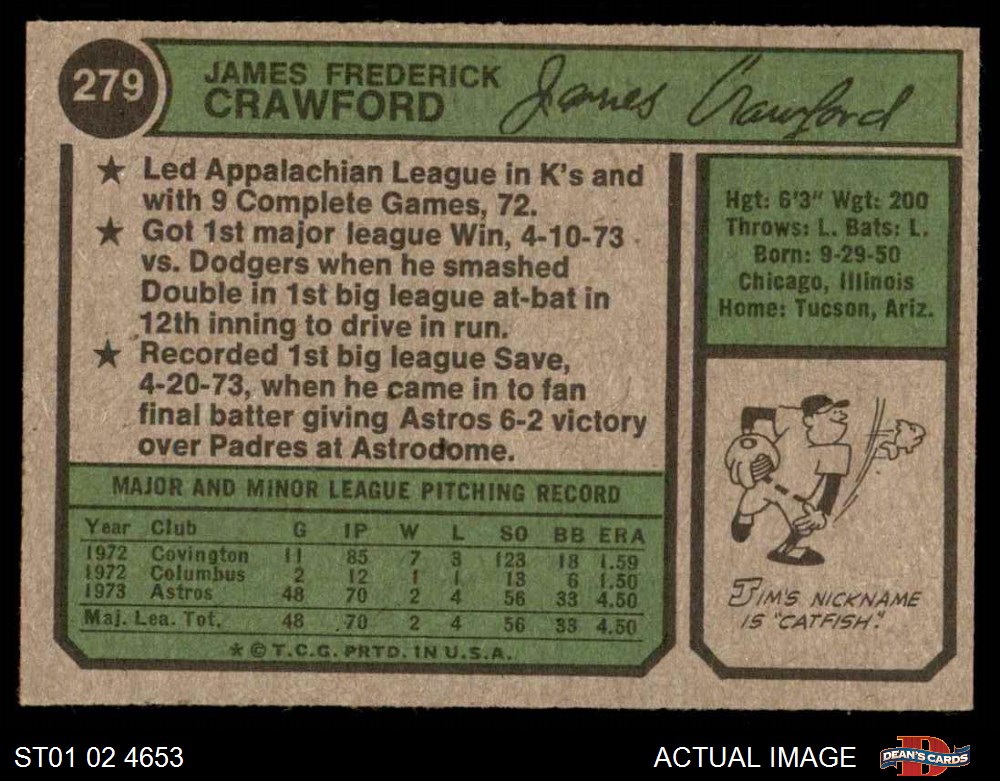 279
JAMES FREDERICK
CRAWFORD
James Crawford
★ Led Appalachian League in K's and
with 9 Complete Games, 72.
★ Got 1st major league Win, 4-10-73
vs. Dodgers when he smashed
Double in 1st big league at-bat in
12th inning to drive in run.
★ Recorded 1st big league Save,
4-20-73, when he came in to fan
final batter giving Astros 6-2 victory
over Padres at Astrodome.
Hgt: 6'3" Wgt: 200
Throws: L. Bats: L.
Born: 9-29-50
Chicago, Illinois
Home: Tucson, Ariz.
MAJOR AND MINOR LEAGUE PITCHING RECORD
Year Club G IP W L SO BB ERA
1972 Covington 11 85 7 3 123 18 1.59
1972 Columbus 2 12 1 1 13 6 1.50
1973 Astros 48 70 2 4 56 33 4.50
Maj. Lea. Tot. 48 70 2 4 56 33 4.50
★ © T.C.G. PRTD. IN U.S.A.
JIM'S NICKNAME
IS "CATFISH."
ST01 02 4653
ACTUAL IMAGE
DEAN'S CARDS